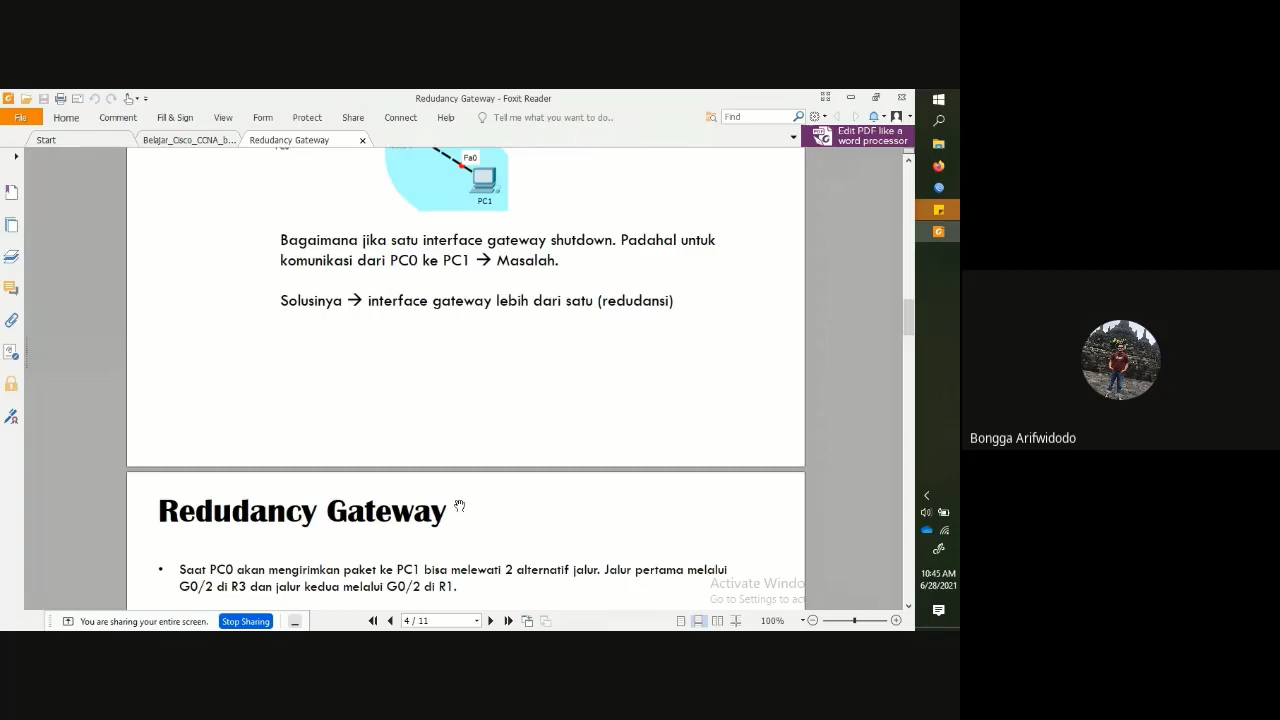 Redudancy Gateway - Foxit Reader
File Home Comment Fill & Sign View Form Protect Share Connect Help Tell me what you want to do.. Find
Edit PDF like a
word processor
Start Belajar_Cisco_CCNA_b... Redudancy Gateway
Fa0
PC1
Bagaimana jika satu interface gateway shutdown. Padahal untuk
komunikasi dari PC0 ke PC1 → Masalah.
Solusinya → interface gateway lebih dari satu (redudansi)
Redudancy Gateway
• Saat PC0 akan mengirimkan paket ke PC1 bisa melewati 2 alternatif jalur. Jalur pertama melalui
G0/2 di R3 dan jalur kedua melalui G0/2 di R1.
Activate Windo
Go to Settings to act
You are sharing your entire screen. Stop Sharing
4 / 11
100%
10:45 AM
6/28/2021
Bongga Arifwidodo